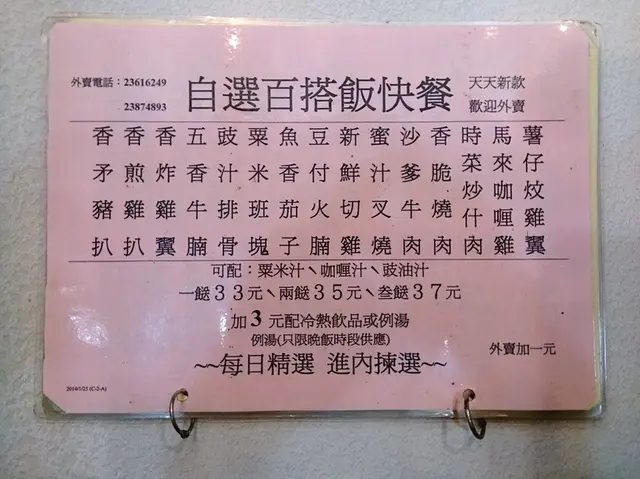 外賣電話：23616249
23874893
自選百搭飯快餐
天天新款
歡迎外賣
香矛豬扒
香煎雞扒
香炸雞翼
五香牛腩
豉汁排骨
粟米班塊
魚香茄子
豆付火腩
新鮮切雞
蜜汁叉燒
沙爹牛肉
香脆燒肉
時菜炒什肉
馬來咖喱雞
薯仔炆雞翼
可配：粟米汁、咖喱汁、豉油汁
一餸33元、兩餸35元、叁餸37元
加3元配冷熱飲品或例湯
例湯(只限晚飯時段供應)
~~每日精選 進內揀選~~
外賣加一元